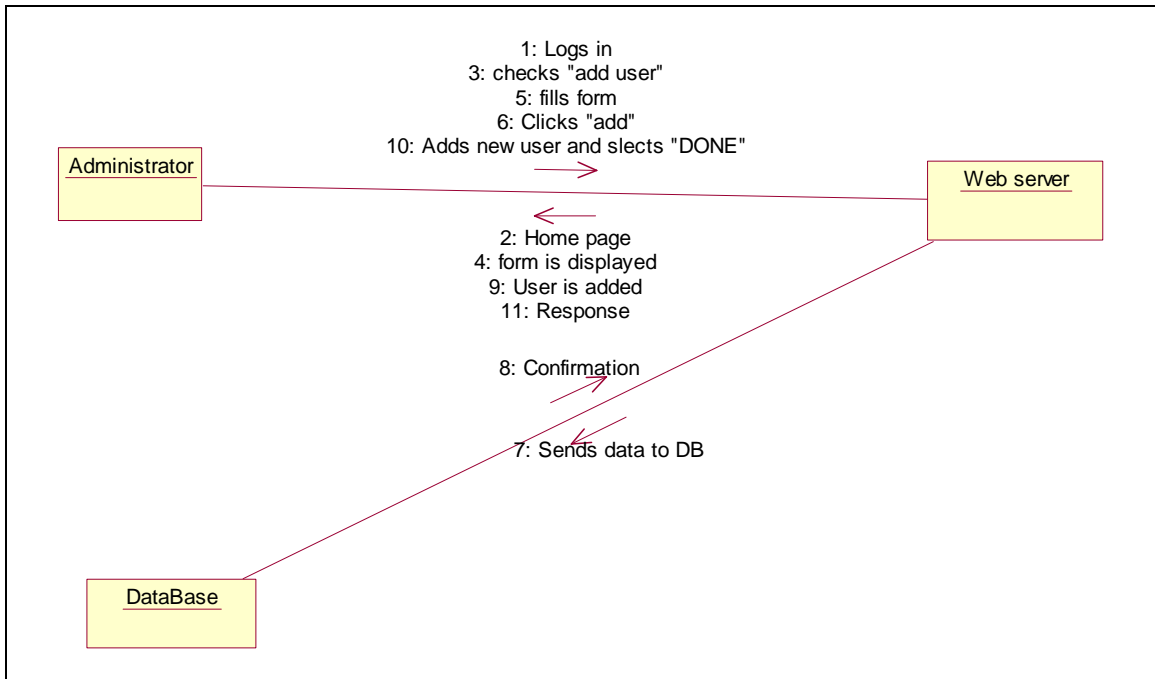 1: Logs in
3: checks "add user"
5: fills form
6: Clicks "add"
10: Adds new user and slects "DONE"
Administrator
Web server
2: Home page
4: form is displayed
9: User is added
11: Response
8: Confirmation
7: Sends data to DB
DataBase